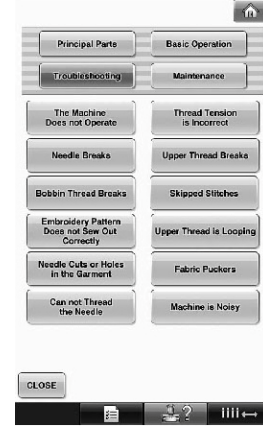 Principal Parts
Basic Operation
Troubleshooting
Maintenance
The Machine
Does not Operate
Thread Tension
is Incorrect
Needle Breaks
Upper Thread Breaks
Bobbin Thread Breaks
Skipped Stitches
Embroidery Pattern
Does not Sew Out
Correctly
Upper Thread is Looping
Needle Cuts or Holes
in the Garment
Fabric Puckers
Can not Thread
the Needle
Machine is Noisy
CLOSE
?